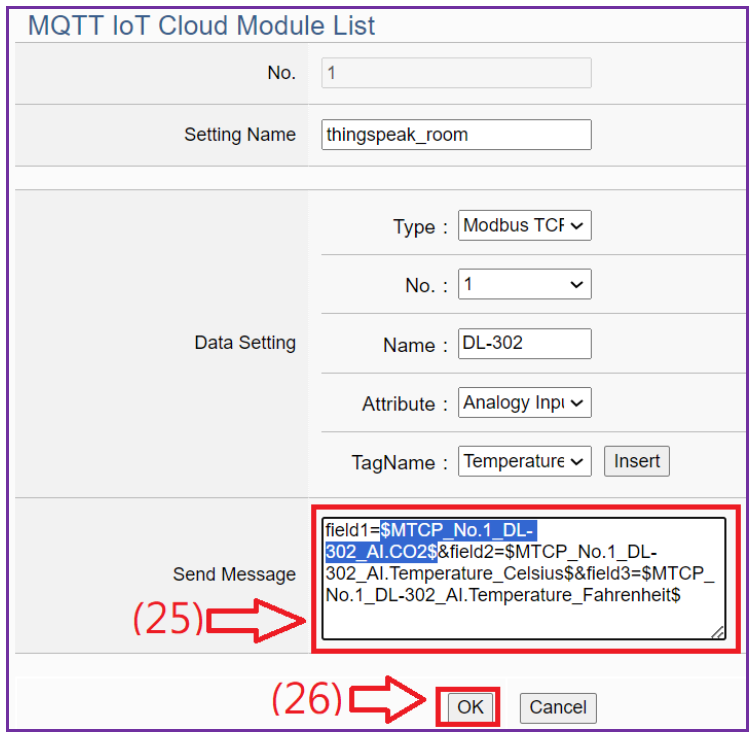 MQTT IoT Cloud Module List
No. 1
Setting Name thingspeak_room
Type : Modbus TCP
No. : 1
Data Setting
Name : DL-302
Attribute : Analogy Inpu
TagName : Temperature Insert
field1=$MTCP_No.1_DL-
302_AI.CO2$&field2=$MTCP_No.1_DL-
302_AI.Temperature_Celsius$&field3=$MTCP_
No.1_DL-302_AI.Temperature_Fahrenheit$
Send Message
(25)
(26) OK Cancel